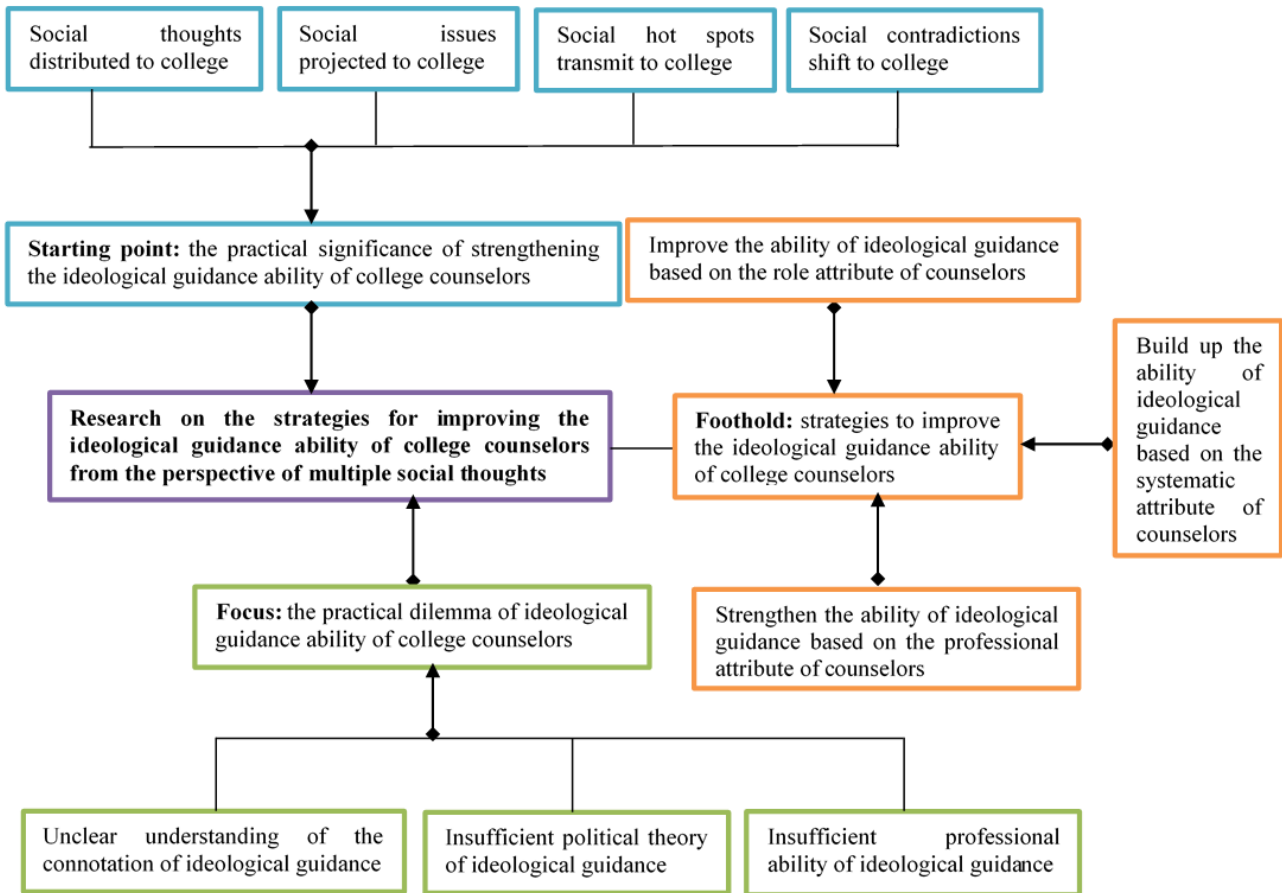 Social thoughts
distributed to college
Social issues
projected to college
Social hot spots
transmit to college
Social contradictions
shift to college
Starting point: the practical significance of strengthening
the ideological guidance ability of college counselors
Improve the ability of ideological guidance
based on the role attribute of counselors
Build up the
ability of
ideological
guidance
based on the
systematic
attribute of
counselors
Research on the strategies for improving the
ideological guidance ability of college counselors
from the perspective of multiple social thoughts
Foothold: strategies to improve
the ideological guidance ability
of college counselors
Focus: the practical dilemma of ideological
guidance ability of college counselors
Strengthen the ability of ideological
guidance based on the professional
attribute of counselors
Unclear understanding of the
connotation of ideological guidance
Insufficient political theory
of ideological guidance
Insufficient professional
ability of ideological guidance